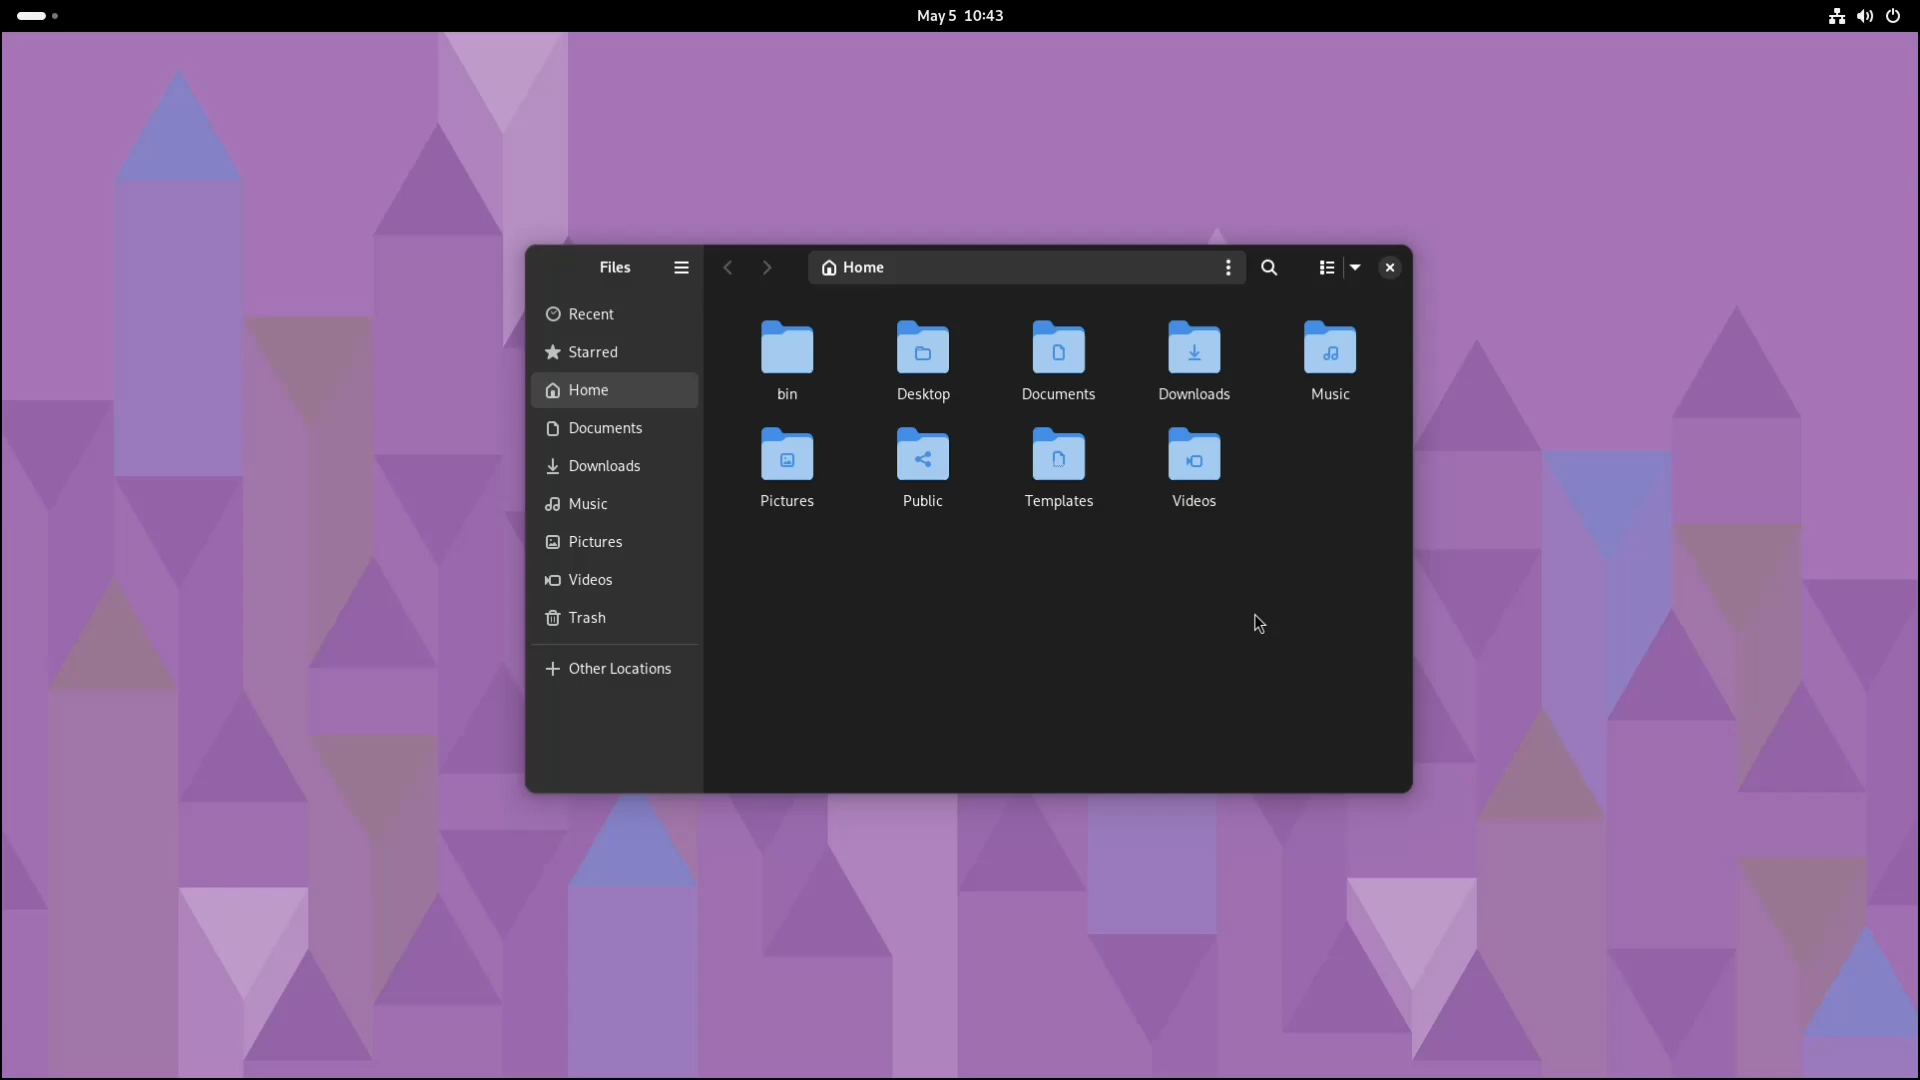 May 5 10:43
Files
Home
Recent
Starred
Home
Documents
Downloads
Music
Pictures
Videos
Trash
Other Locations
bin
Desktop
Documents
Downloads
Music
Pictures
Public
Templates
Videos